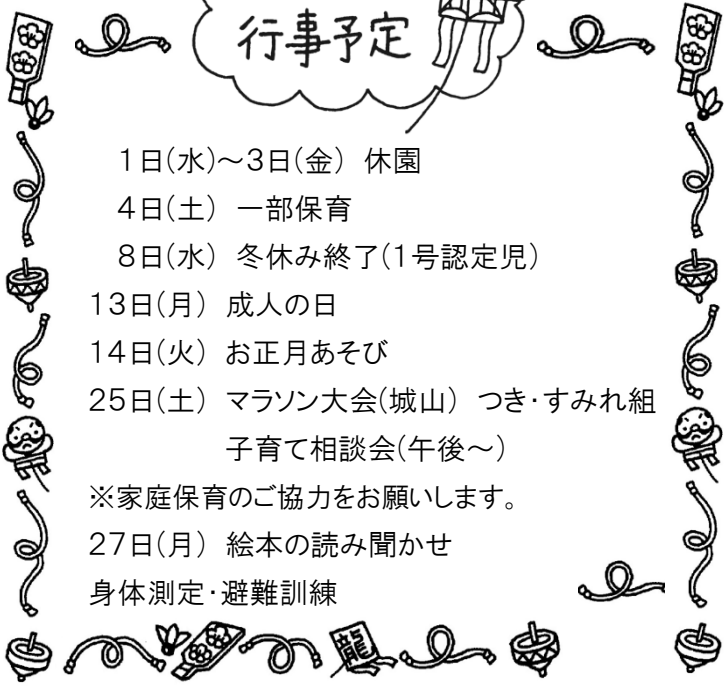 行事予定
1日(水)～3日(金) 休園
4日(土) 一部保育
8日(水) 冬休み終了(1号認定児)
13日(月) 成人の日
14日(火) お正月あそび
25日(土) マラソン大会(城山) つき・すみれ組
子育て相談会(午後～)
※家庭保育のご協力をお願いします。
27日(月) 絵本の読み聞かせ
身体測定・避難訓練
龍